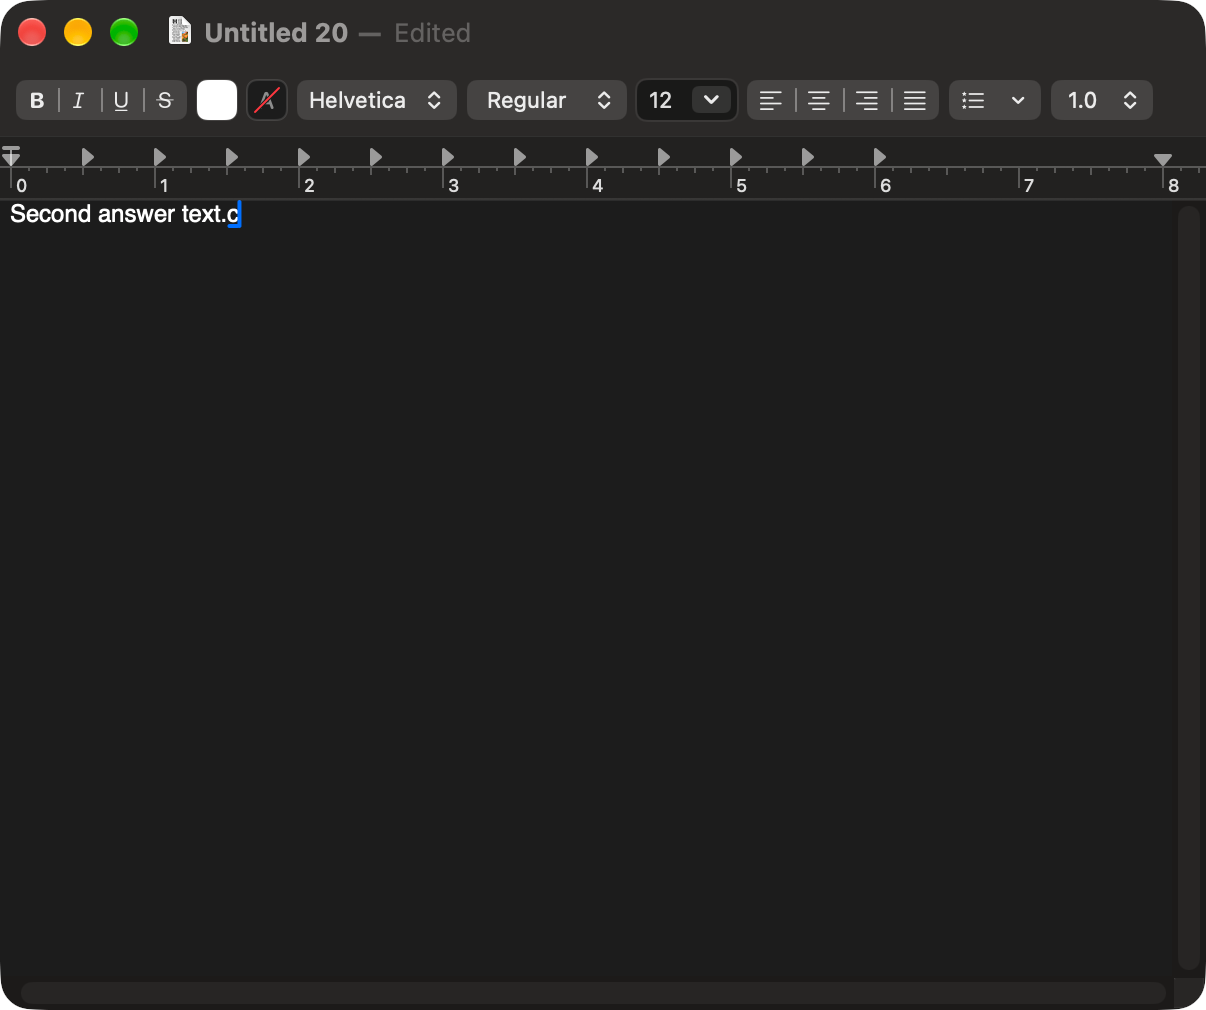 Untitled 20 — Edited
B I U S A Helvetica Regular 12 1.0
0 1 2 3 4 5 6 7 8
Second answer text.c